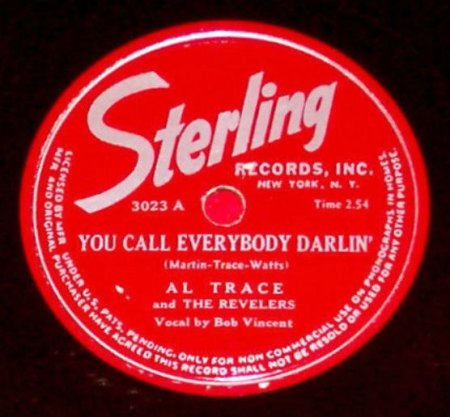 Sterling
RECORDS, INC.
NEW YORK, N. Y.
3023 A
Time 2.54
YOU CALL EVERYBODY DARLIN'
(Martin-Trace-Watts)
AL TRACE
and THE REVELERS
Vocal by Bob Vincent
LICENSED BY MFR. UNDER U.S. PATS. PENDING. ONLY FOR NON COMMERCIAL USE ON PHONOGRAPHS IN HOMES.
MFR. AND ORIGINAL PURCHASER HAVE AGREED THIS RECORD SHALL NOT BE RESOLD OR USED FOR ANY OTHER PURPOSE.